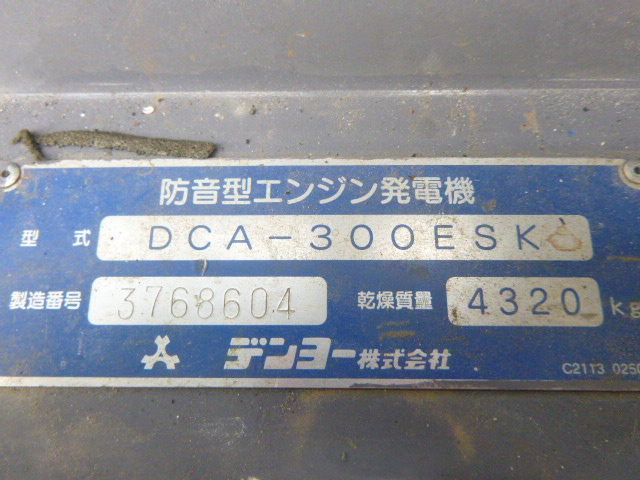 防音型エンジン発電機
型式 DCA-300ESK
製造番号 3768604 乾燥質量 4320 kg
デンヨー株式会社
C2113 0250